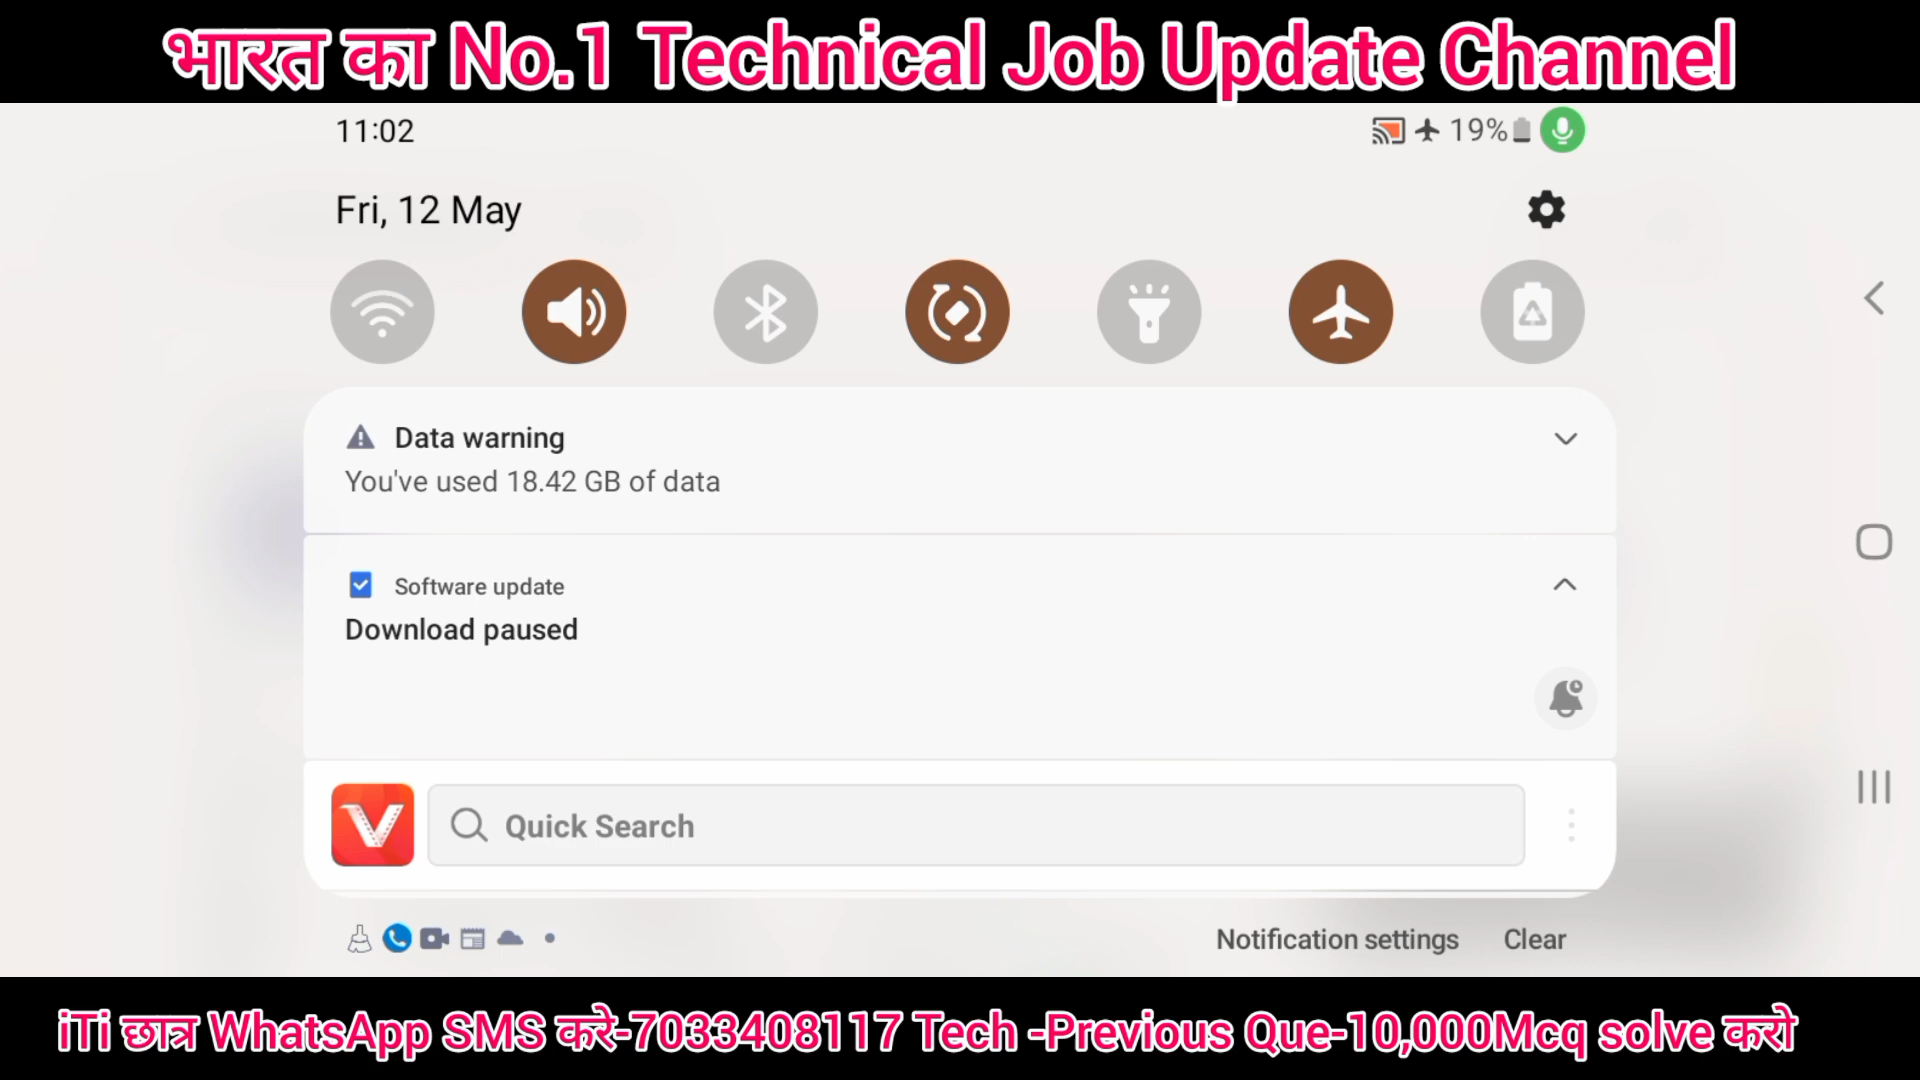 भारत का No.1 Technical Job Update Channel
11:02
19%
Fri, 12 May
Data warning
You've used 18.42 GB of data
Software update
Download paused
Quick Search
Notification settings Clear
iTi छात्र WhatsApp SMS करे-7033408117 Tech -Previous Que-10,000Mcq solve करो